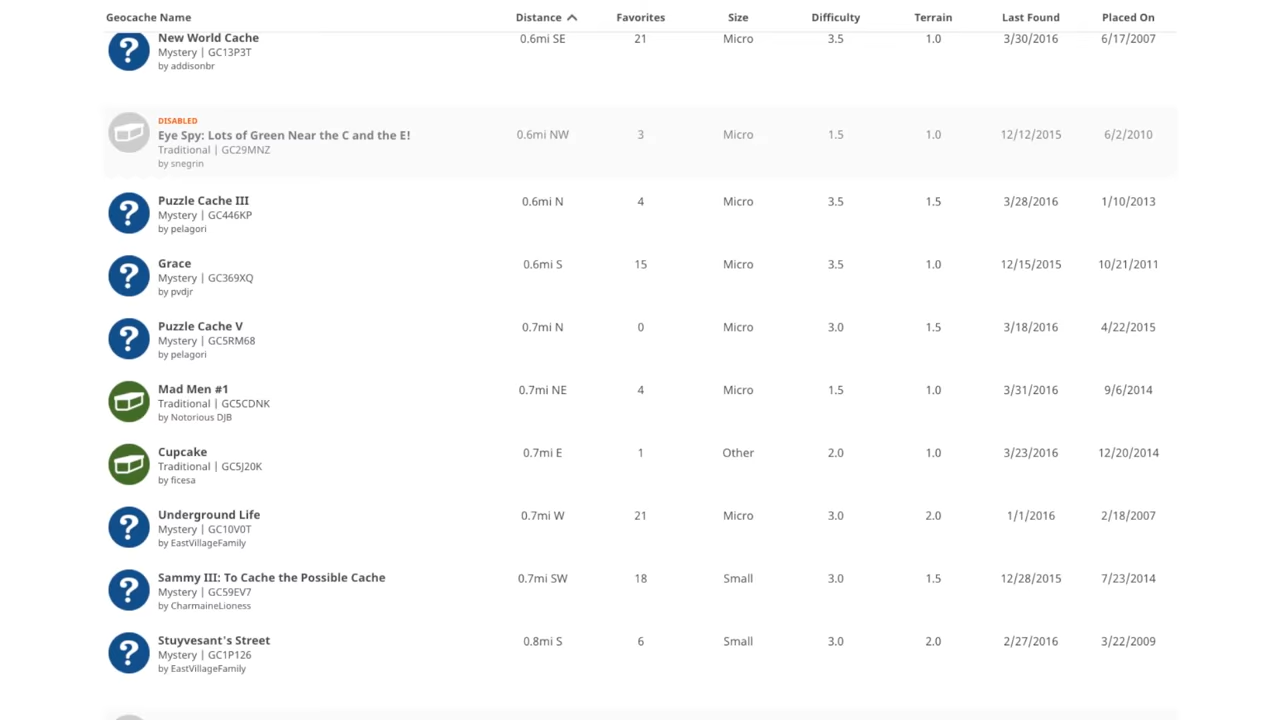 Geocache Name Distance Favorites Size Difficulty Terrain Last Found Placed On
New World Cache
Mystery | GC13P3T
by addisonbr
0.6mi SE 21 Micro 3.5 1.0 3/30/2016 6/17/2007
DISABLED
Eye Spy: Lots of Green Near the C and the E!
Traditional | GC29MNZ
by snegrin
0.6mi NW 3 Micro 1.5 1.0 12/12/2015 6/2/2010
Puzzle Cache III
Mystery | GC446KP
by pelagori
0.6mi N 4 Micro 3.5 1.5 3/28/2016 1/10/2013
Grace
Mystery | GC369XQ
by pvdjr
0.6mi S 15 Micro 3.5 1.0 12/15/2015 10/21/2011
Puzzle Cache V
Mystery | GC5RM68
by pelagori
0.7mi N 0 Micro 3.0 1.5 3/18/2016 4/22/2015
Mad Men #1
Traditional | GC5CDNK
by Notorious DJB
0.7mi NE 4 Micro 1.5 1.0 3/31/2016 9/6/2014
Cupcake
Traditional | GC5J20K
by ficesa
0.7mi E 1 Other 2.0 1.0 3/23/2016 12/20/2014
Underground Life
Mystery | GC10V0T
by EastVillageFamily
0.7mi W 21 Micro 3.0 2.0 1/1/2016 2/18/2007
Sammy III: To Cache the Possible Cache
Mystery | GC59EV7
by CharmaineLioness
0.7mi SW 18 Small 3.0 1.5 12/28/2015 7/23/2014
Stuyvesant's Street
Mystery | GC1P126
by EastVillageFamily
0.8mi S 6 Small 3.0 2.0 2/27/2016 3/22/2009